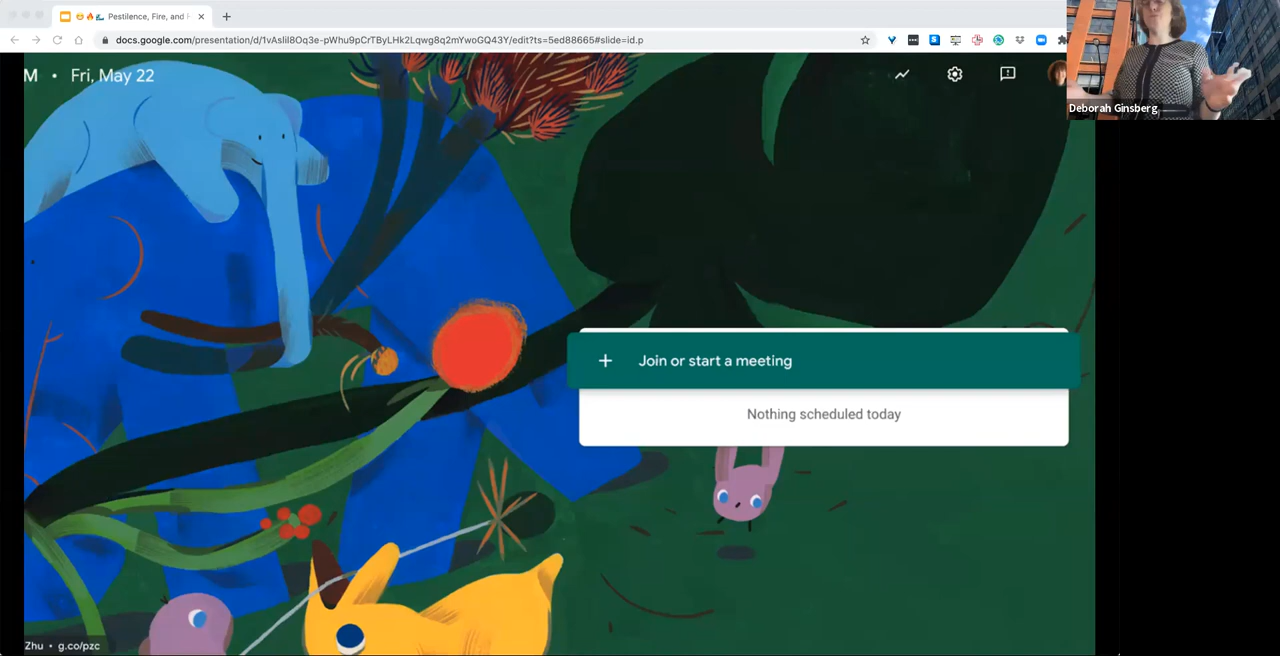 Pestilence, Fire, and
docs.google.com/presentation/d/1vAsliI8Oq3e-pWhu9pCrTByLHk2Lqwg8q2mYwoGQ43Y/edit?ts=5ed88665#slide=id.p
M • Fri, May 22
Deborah Ginsberg
+ Join or start a meeting
Nothing scheduled today
Zhu • g.co/pzc